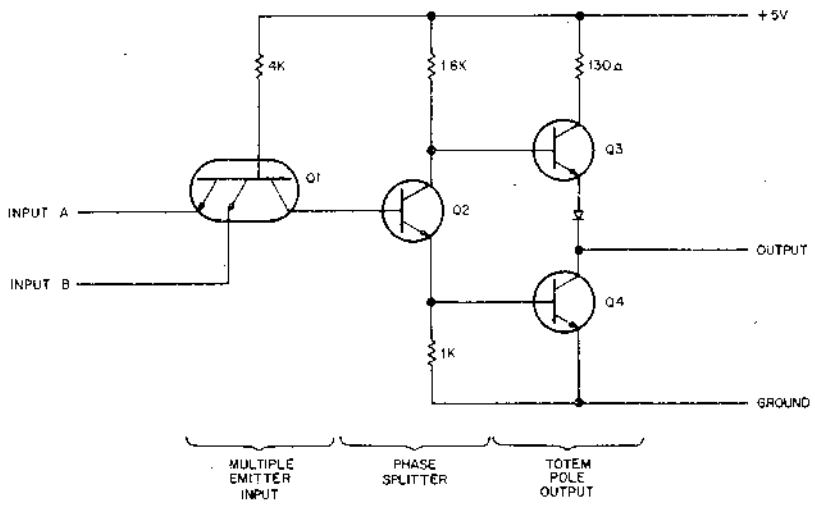 +5V
4K
1.6K
130Ω
Q1
Q3
INPUT A
Q2
INPUT B
OUTPUT
Q4
1K
GROUND
MULTIPLE
EMITTER
INPUT
PHASE
SPLITTER
TOTEM
POLE
OUTPUT